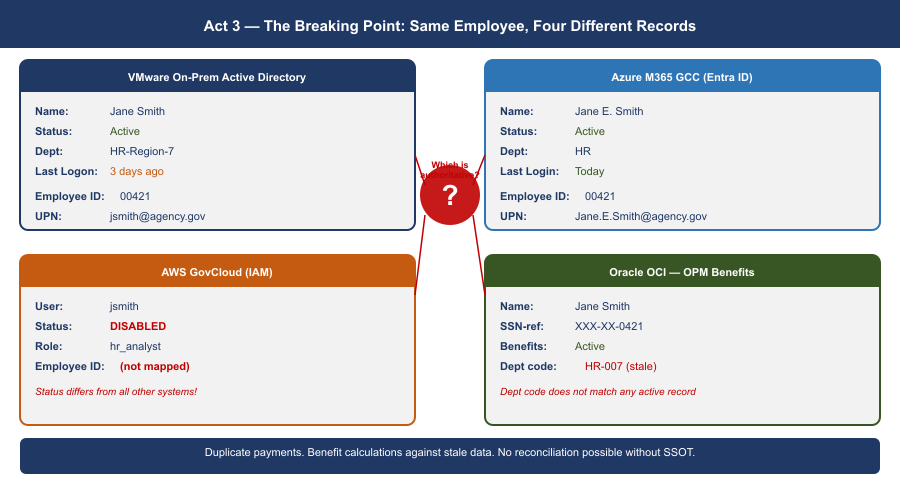 Act 3 — The Breaking Point: Same Employee, Four Different Records
VMware On-Prem Active Directory
Name: Jane Smith
Status: Active
Dept: HR-Region-7
Last Logon: 3 days ago
Employee ID: 00421
UPN: jsmith@agency.gov
Azure M365 GCC (Entra ID)
Name: Jane E. Smith
Status: Active
Dept: HR
Last Login: Today
Employee ID: 00421
UPN: Jane.E.Smith@agency.gov
Which is
authoritative?
?
AWS GovCloud (IAM)
User: jsmith
Status: DISABLED
Role: hr_analyst
Employee ID: (not mapped)
Status differs from all other systems!
Oracle OCI — OPM Benefits
Name: Jane Smith
SSN-ref: XXX-XX-0421
Benefits: Active
Dept code: HR-007 (stale)
Dept code does not match any active record
Duplicate payments. Benefit calculations against stale data. No reconciliation possible without SSOT.